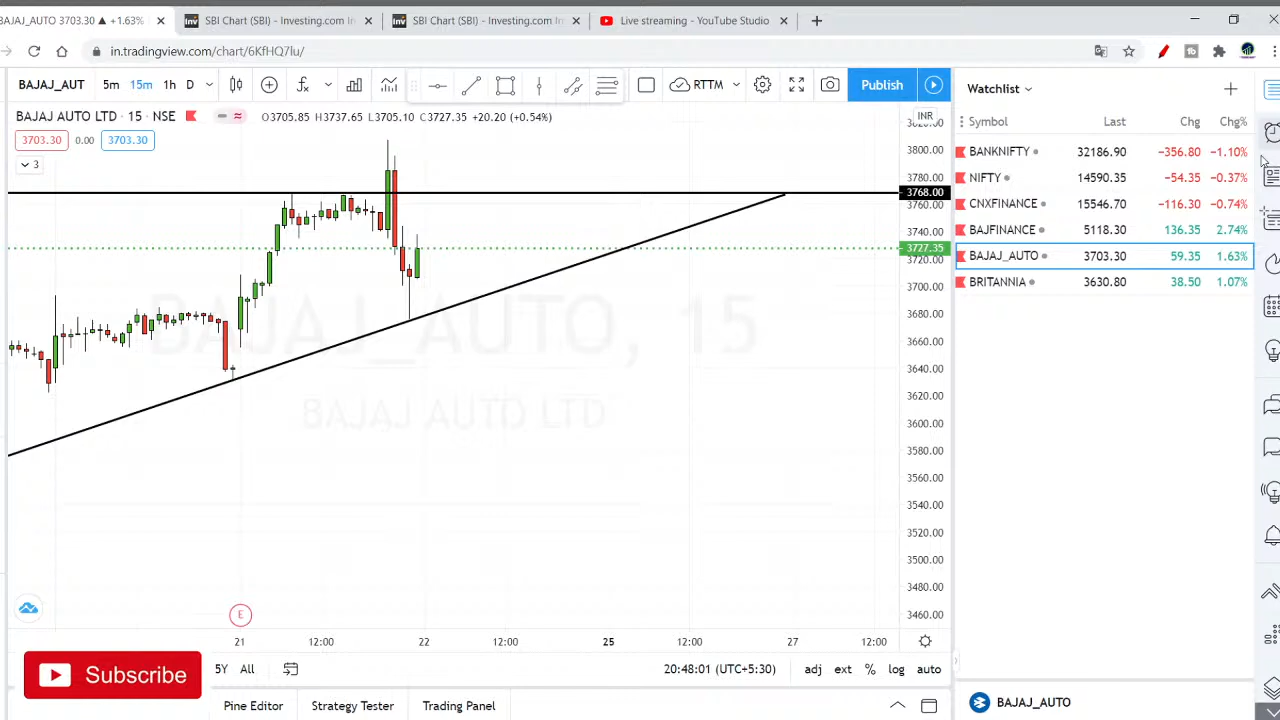 BAJAJ_AUTO 3703.30 ▲ +1.63%
SBI Chart (SBI) - Investing.com In
SBI Chart (SBI) - Investing.com In
Live streaming - YouTube Studio
in.tradingview.com/chart/6KfHQ7lu/
BAJAJ_AUT 5m 15m 1h D RTTM Publish
BAJAJ AUTO LTD · 15 · NSE O3705.85 H3737.65 L3705.10 C3727.35 +20.20 (+0.54%)
3703.30 0.00 3703.30
3
BAJAJ_AUTO, 15
BAJAJ AUTO LTD
INR
3820.00
3800.00
3780.00
3768.00
3760.00
3740.00
3727.35
3720.00
3700.00
3680.00
3660.00
3640.00
3620.00
3600.00
3580.00
3560.00
3540.00
3520.00
3500.00
3480.00
3460.00
E
21 12:00 22 12:00 25 12:00 27 12:00
Subscribe
5Y All 20:48:01 (UTC+5:30) adj ext % log auto
Pine Editor Strategy Tester Trading Panel
Watchlist
Symbol Last Chg Chg%
BANKNIFTY 32186.90 −356.80 −1.10%
NIFTY 14590.35 −54.35 −0.37%
CNXFINANCE 15546.70 −116.30 −0.74%
BAJFINANCE 5118.30 136.35 2.74%
BAJAJ_AUTO 3703.30 59.35 1.63%
BRITANNIA 3630.80 38.50 1.07%
BAJAJ_AUTO